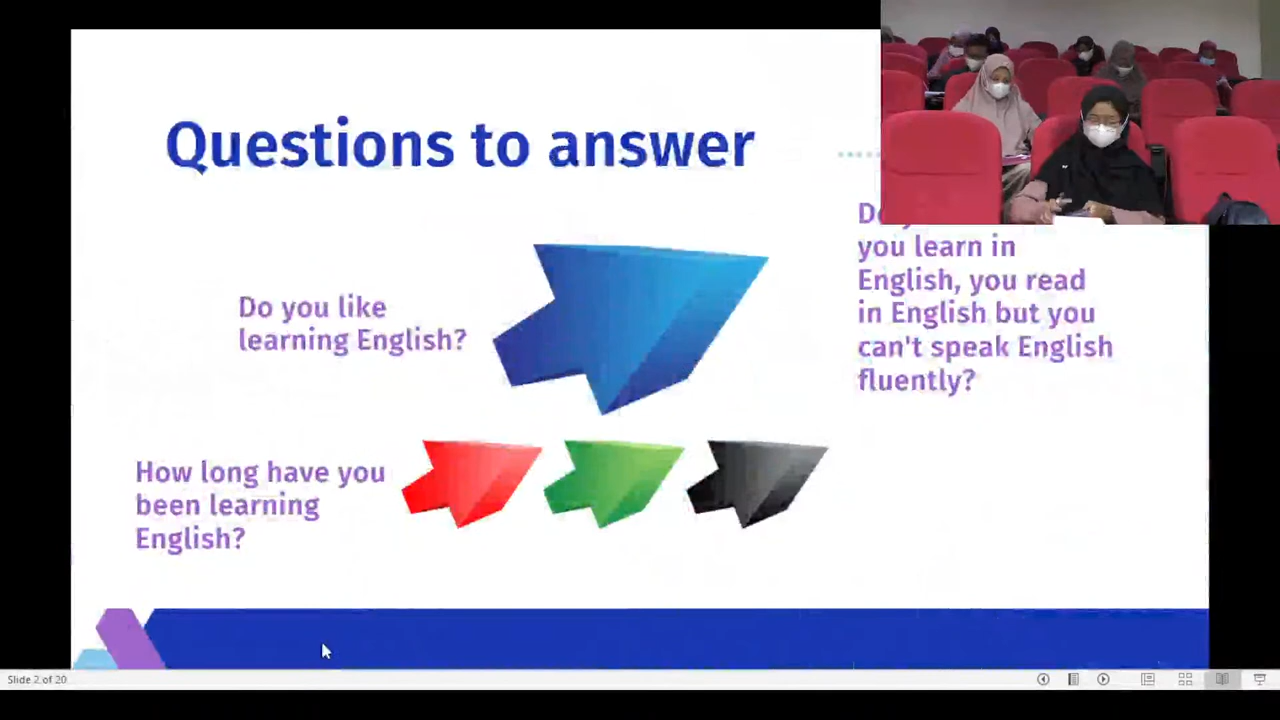 Questions to answer
Do you like
learning English?
How long have you
been learning
English?
you learn in
English, you read
in English but you
can't speak English
fluently?
Slide 2 of 20